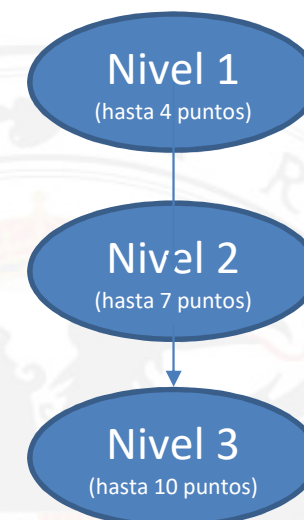 Nivel 1
(hasta 4 puntos)
Nivel 2
(hasta 7 puntos)
Nivel 3
(hasta 10 puntos)